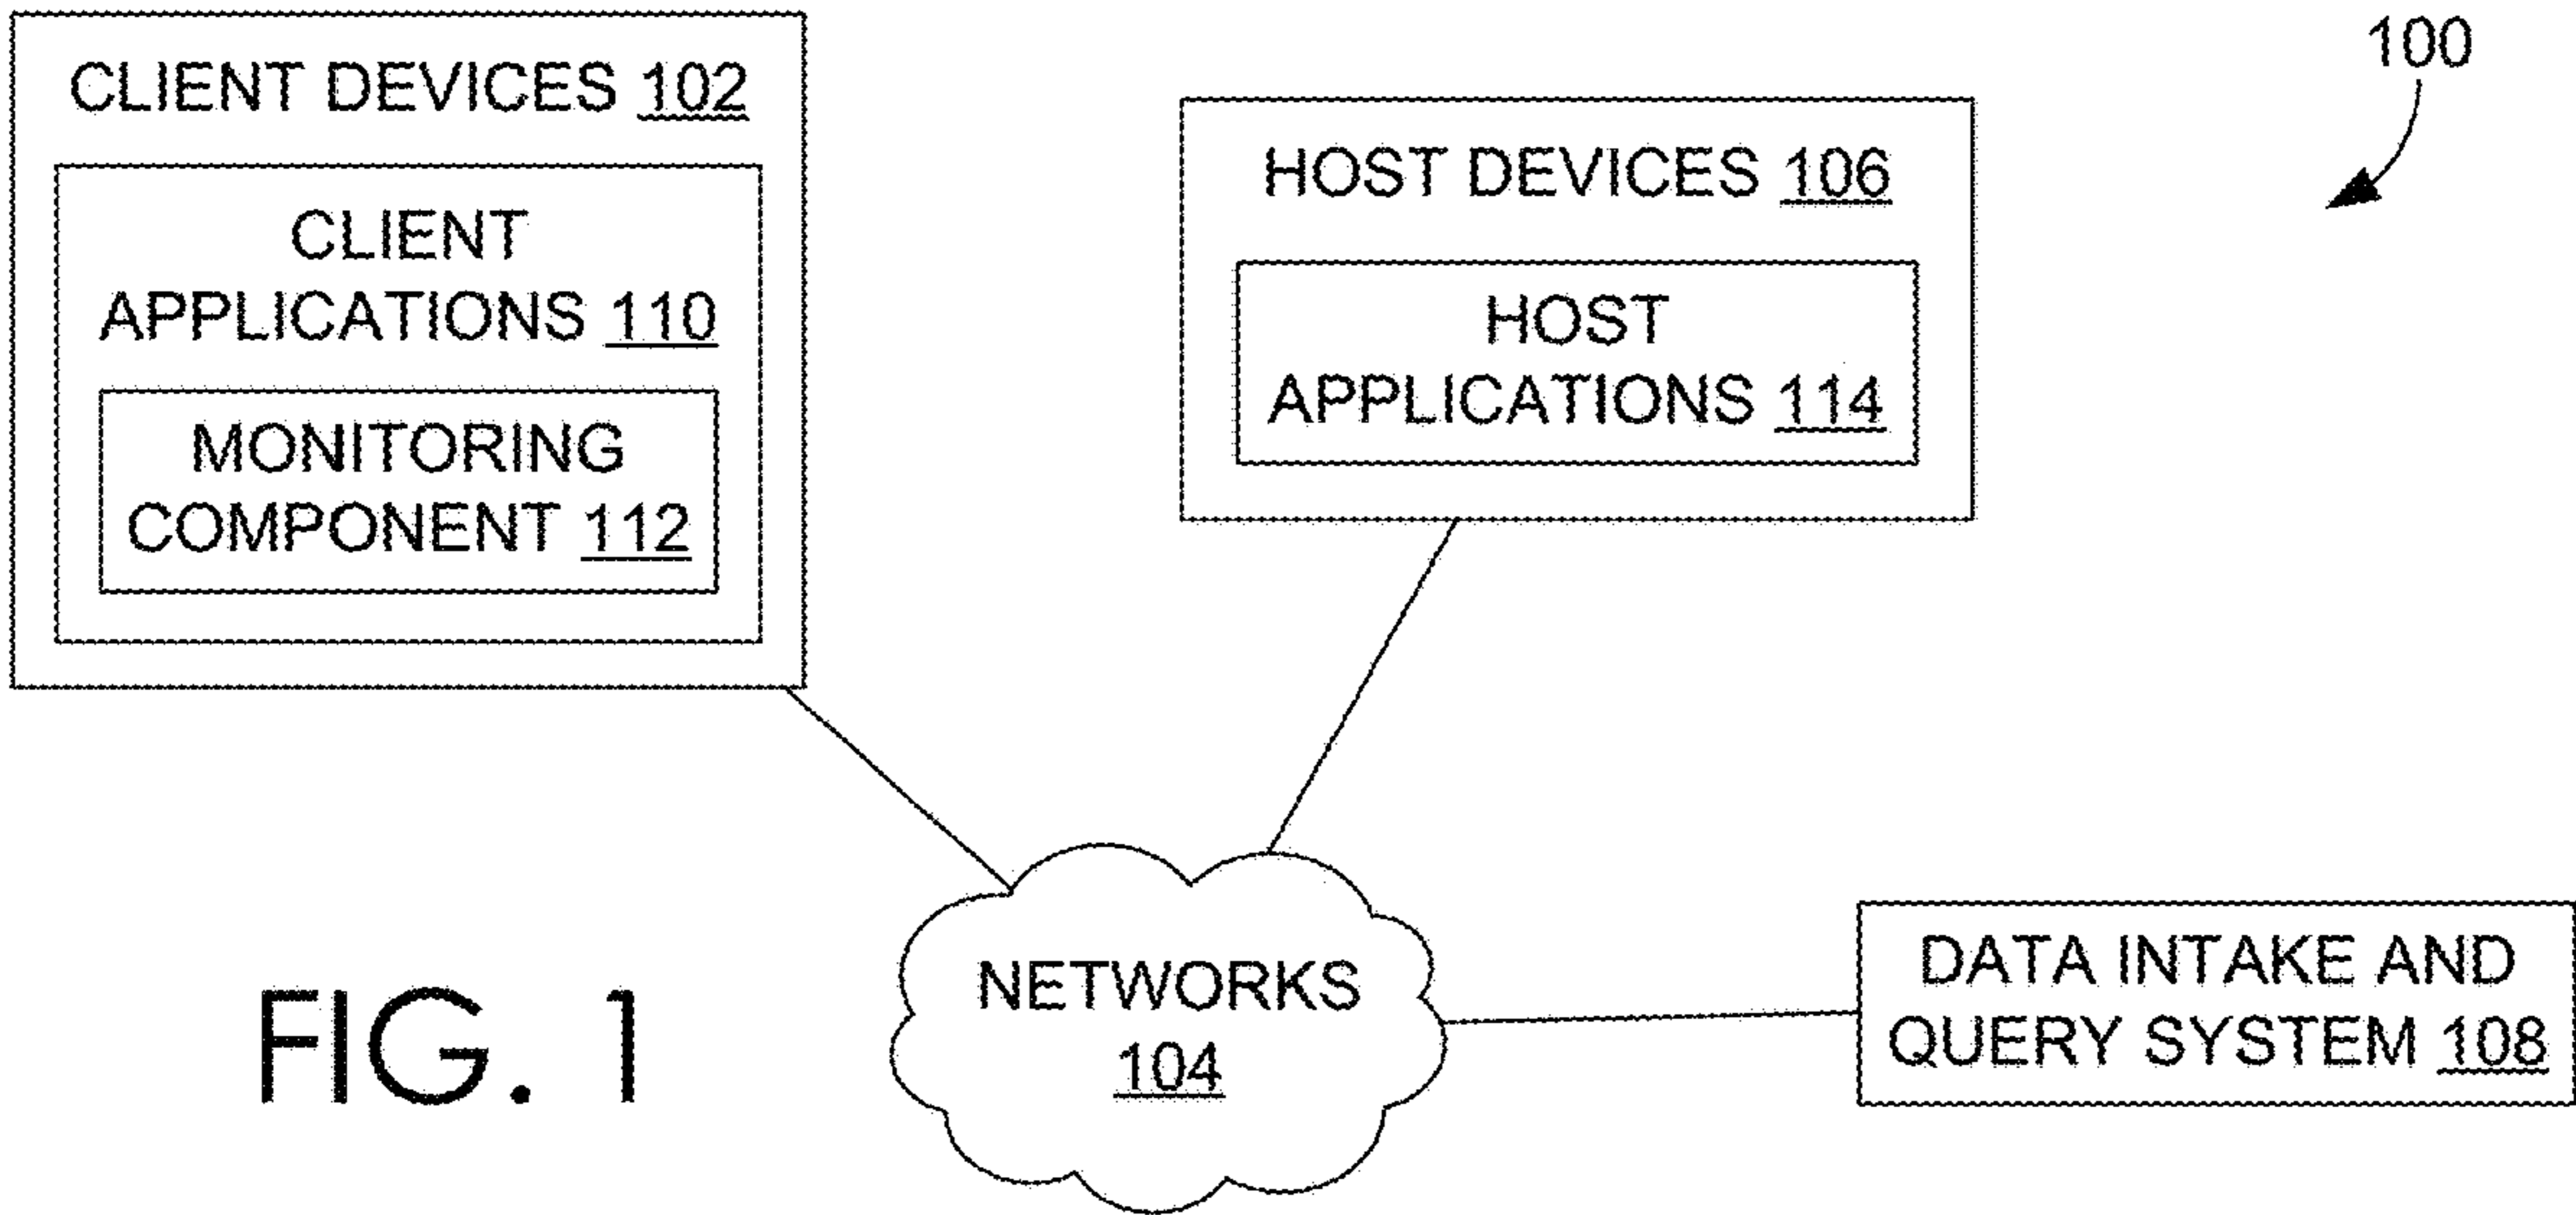 100
CLIENT DEVICES 102
CLIENT
APPLICATIONS 110
MONITORING
COMPONENT 112
HOST DEVICES 106
HOST
APPLICATIONS 114
NETWORKS
104
DATA INTAKE AND
QUERY SYSTEM 108
FIG. 1